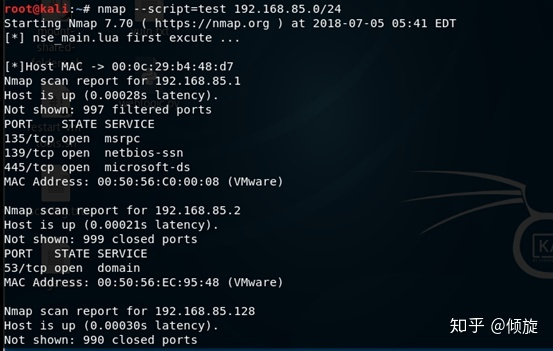 root@kali:~# nmap --script=test 192.168.85.0/24
Starting Nmap 7.70 ( https://nmap.org ) at 2018-07-05 05:41 EDT
[*] nse_main.lua first excute ...
[*]Host MAC -> 00:0c:29:b4:48:d7
Nmap scan report for 192.168.85.1
Host is up (0.00028s latency).
Not shown: 997 filtered ports
PORT    STATE SERVICE
135/tcp open  msrpc
139/tcp open  netbios-ssn
445/tcp open  microsoft-ds
MAC Address: 00:50:56:C0:00:08 (VMware)
Nmap scan report for 192.168.85.2
Host is up (0.00021s latency).
Not shown: 999 closed ports
PORT   STATE SERVICE
53/tcp open  domain
MAC Address: 00:50:56:EC:95:48 (VMware)
Nmap scan report for 192.168.85.128
Host is up (0.00030s latency).
Not shown: 990 closed ports
知乎 @倾旋